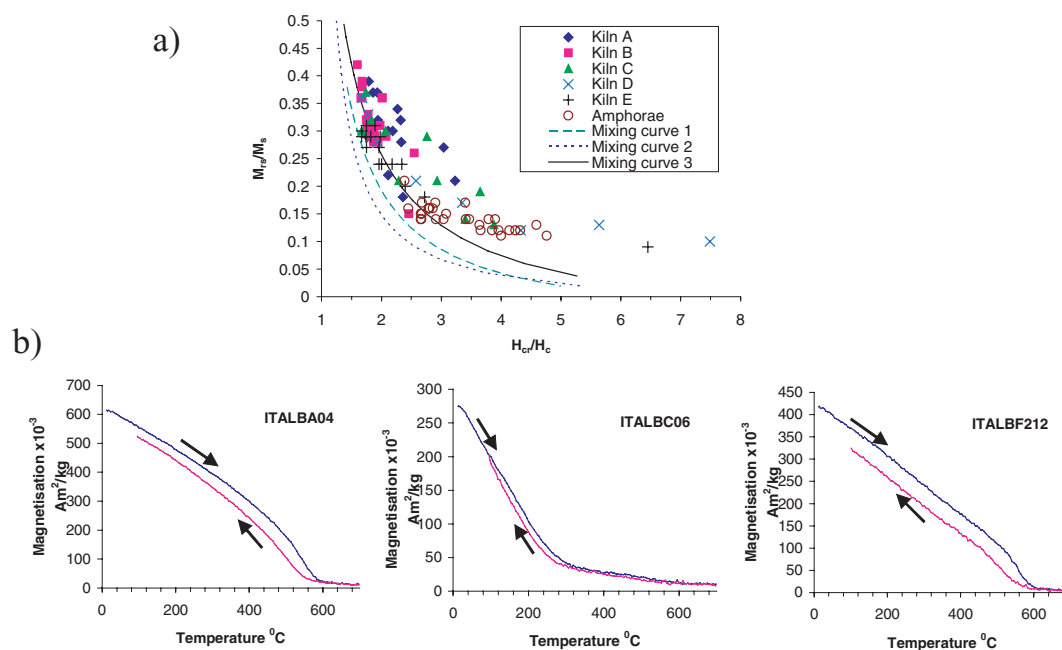 a)
M_rs/M_s
0.5
0.45
0.4
0.35
0.3
0.25
0.2
0.15
0.1
0.05
0
1 2 3 4 5 6 7 8
H_cr/H_c
Kiln A
Kiln B
Kiln C
Kiln D
Kiln E
Amphorae
Mixing curve 1
Mixing curve 2
Mixing curve 3
b)
Magnetisation x10⁻³
Am²/kg
700
600
500
400
300
200
100
0
0 200 400 600
Temperature ⁰C
ITALBA04
Magnetisation x10⁻³
Am²/kg
300
250
200
150
100
50
0
0 200 400 600
Temperature ⁰C
ITALBC06
Magnetisation x10⁻³
Am²/kg
450
400
350
300
250
200
150
100
50
0
0 200 400 600
Temperature ⁰C
ITALBF212